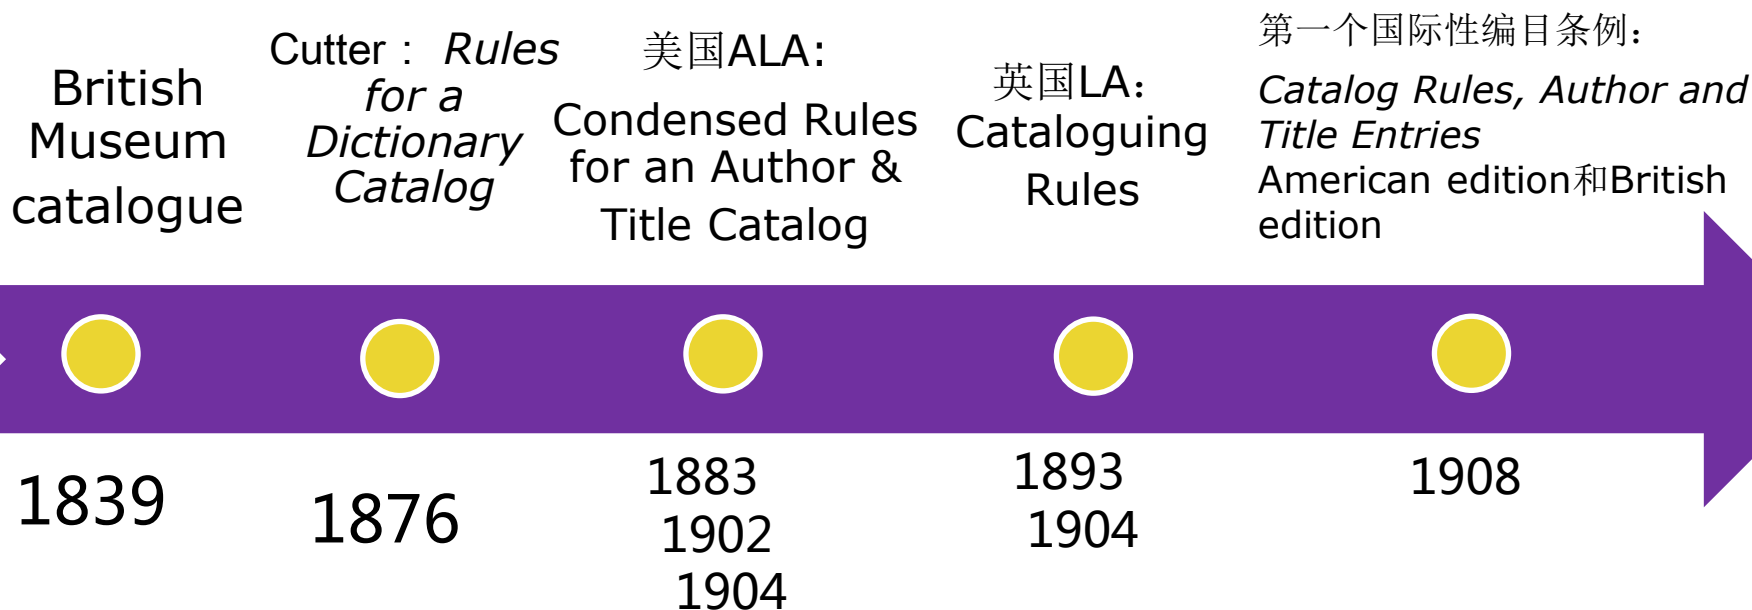 British
Museum
catalogue
Cutter： Rules
for a
Dictionary
Catalog
美国ALA:
Condensed Rules
for an Author &
Title Catalog
英国LA：
Cataloguing
Rules
第一个国际性编目条例：
Catalog Rules, Author and
Title Entries
American edition和British
edition
1839
1876
1883
1902
1904
1893
1904
1908